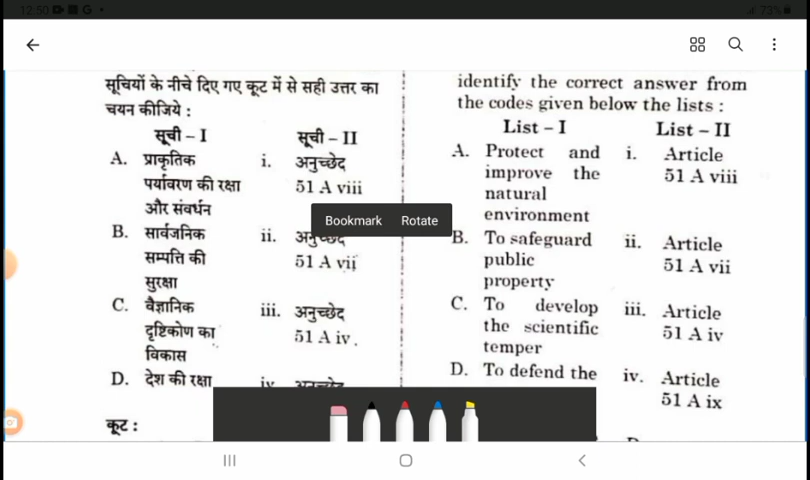 12:50 G
73%
सूचियों के नीचे दिए गए कूट में से सही उत्तर का
चयन कीजिये :
सूची – I सूची – II
A. प्राकृतिक i. अनुच्छेद
पर्यावरण की रक्षा 51 A viii
और संवर्धन
B. सार्वजनिक ii. अनुच्छेद
सम्पत्ति की 51 A vii
सुरक्षा
C. वैज्ञानिक iii. अनुच्छेद
दृष्टिकोण का 51 A iv.
विकास
D. देश की रक्षा iv अनुच्छेद
कूट :
identify the correct answer from
the codes given below the lists :
List – I List – II
A. Protect and i. Article
improve the 51 A viii
natural
environment
B. To safeguard ii. Article
public 51 A vii
property
C. To develop iii. Article
the scientific 51 A iv
temper
D. To defend the iv. Article
51 A ix
Bookmark Rotate